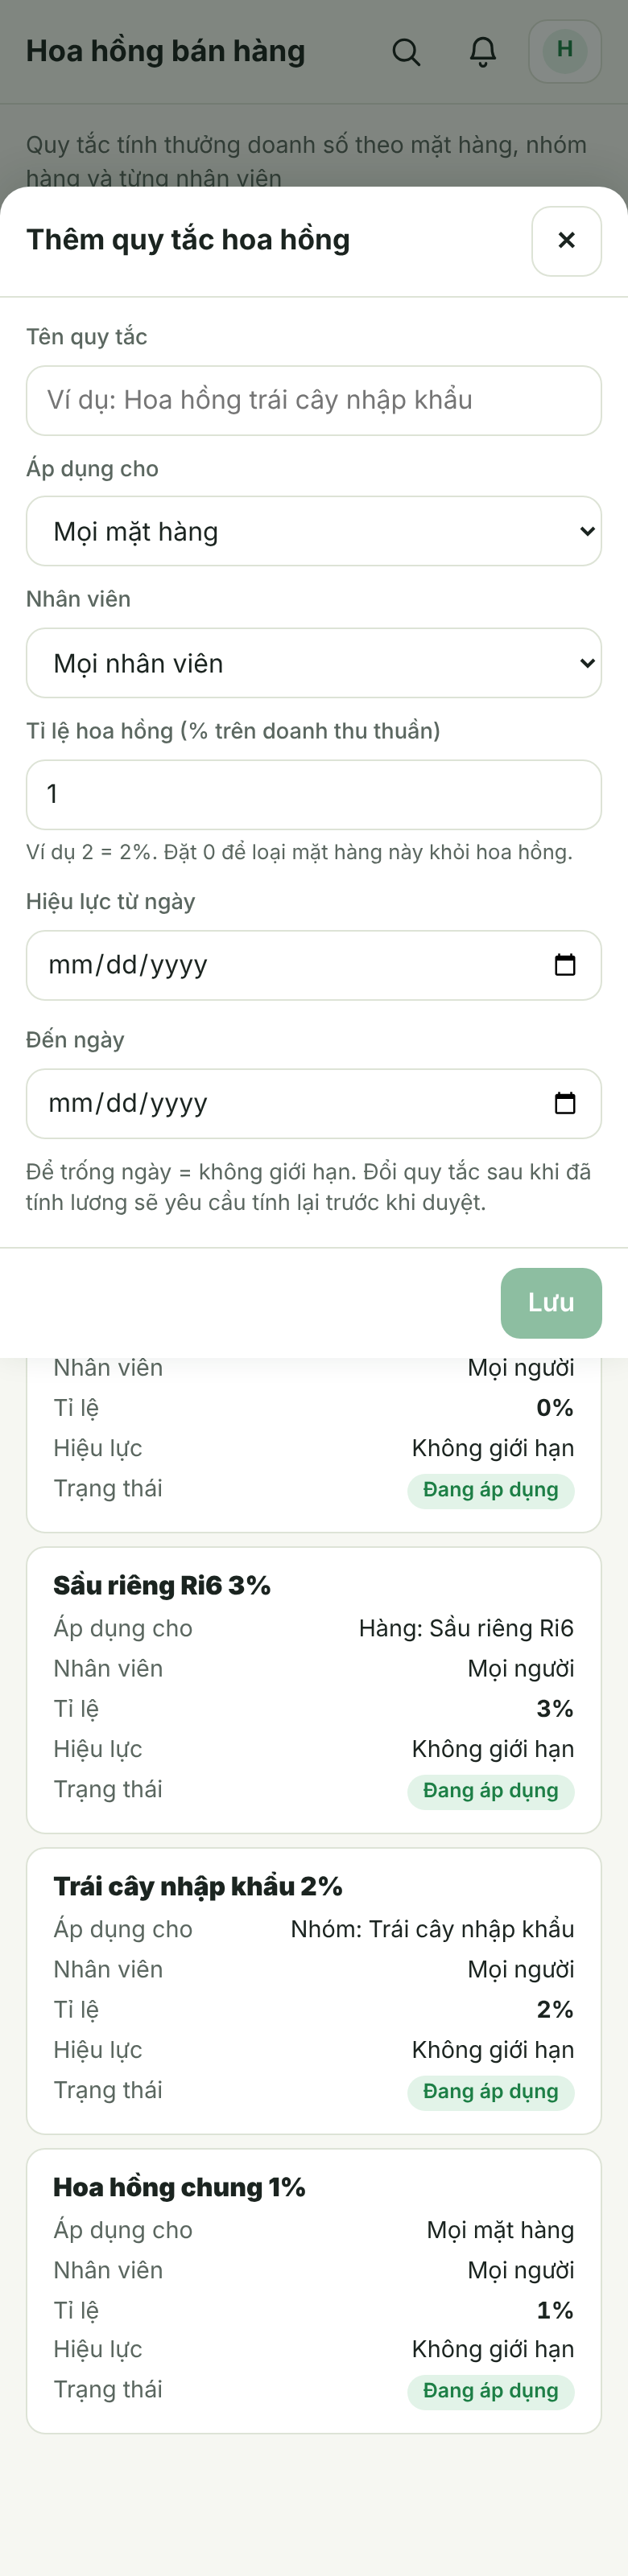 Hoa hồng bán hàng
H
Quy tắc tính thưởng doanh số theo mặt hàng, nhóm
hàng và từng nhân viên
Thêm quy tắc hoa hồng
×
Tên quy tắc
Ví dụ: Hoa hồng trái cây nhập khẩu
Áp dụng cho
Mọi mặt hàng
Nhân viên
Mọi nhân viên
Tỉ lệ hoa hồng (% trên doanh thu thuần)
1
Ví dụ 2 = 2%. Đặt 0 để loại mặt hàng này khỏi hoa hồng.
Hiệu lực từ ngày
mm/dd/yyyy
Đến ngày
mm/dd/yyyy
Để trống ngày = không giới hạn. Đổi quy tắc sau khi đã
tính lương sẽ yêu cầu tính lại trước khi duyệt.
Lưu
Nhân viên Mọi người
Tỉ lệ 0%
Hiệu lực Không giới hạn
Trạng thái Đang áp dụng
Sầu riêng Ri6 3%
Áp dụng cho Hàng: Sầu riêng Ri6
Nhân viên Mọi người
Tỉ lệ 3%
Hiệu lực Không giới hạn
Trạng thái Đang áp dụng
Trái cây nhập khẩu 2%
Áp dụng cho Nhóm: Trái cây nhập khẩu
Nhân viên Mọi người
Tỉ lệ 2%
Hiệu lực Không giới hạn
Trạng thái Đang áp dụng
Hoa hồng chung 1%
Áp dụng cho Mọi mặt hàng
Nhân viên Mọi người
Tỉ lệ 1%
Hiệu lực Không giới hạn
Trạng thái Đang áp dụng